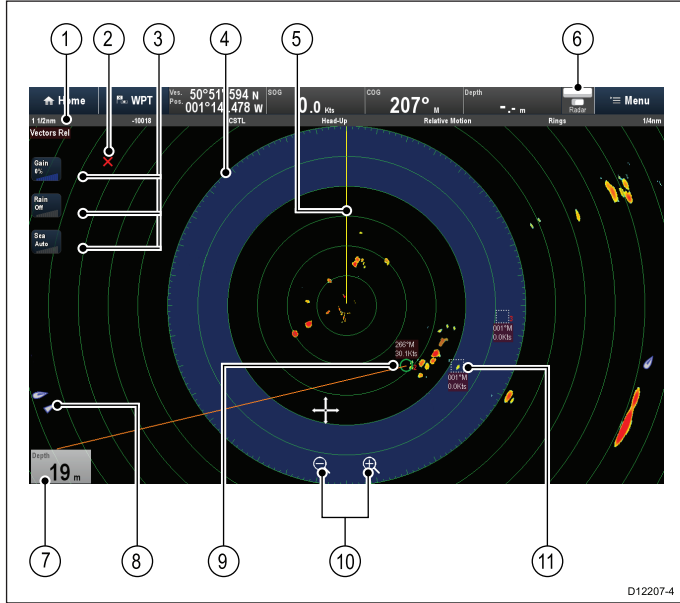 1 2 3 4 5 6
Home WPT Ves. Pos. 50°51'.594 N 001°14'.478 W SOG 0.0 Kts COG 207° M Depth -.- m Radar Menu
1 1/2nm -10018 CSTL Head-Up Relative Motion Rings 1/4nm
Vectors Rel
Gain
0%
Rain
Off
Sea
Auto
001°M
0.0Kts
266°M
30.1Kts
001°M
0.0Kts
Depth
19 m
7 8 9 10 11
D12207-4